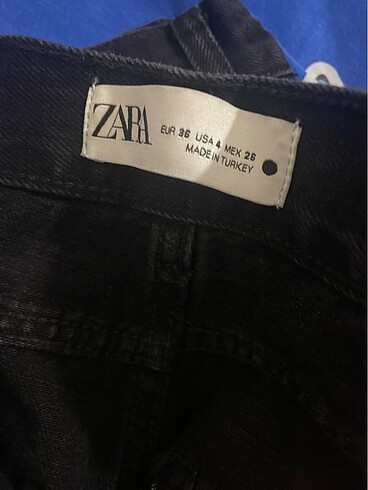 ZARA
EUR 36 USA 4 MEX 26
MADE IN TURKEY